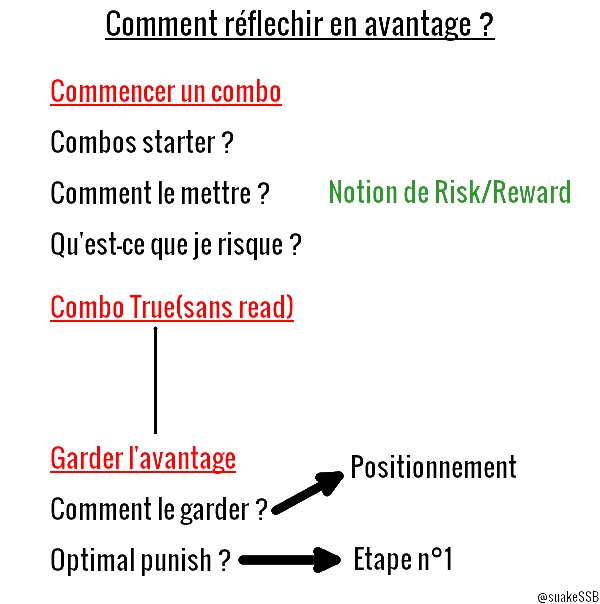 Comment réflechir en avantage ?
Commencer un combo
Combos starter ?
Comment le mettre ?
Notion de Risk/Reward
Qu'est-ce que je risque ?
Combo True(sans read)
Garder l'avantage
Positionnement
Comment le garder ?
Optimal punish ?
Etape n°1
@suakeSSB